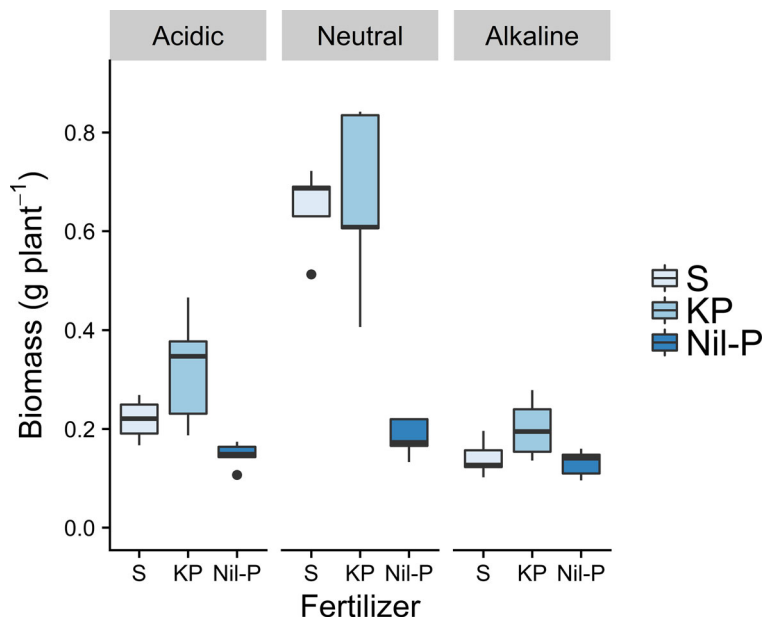 Acidic Neutral Alkaline
0.8
0.6
0.4
0.2
0.0
Biomass (g plant⁻¹)
S KP Nil-P S KP Nil-P S KP Nil-P
Fertilizer
S
KP
Nil-P